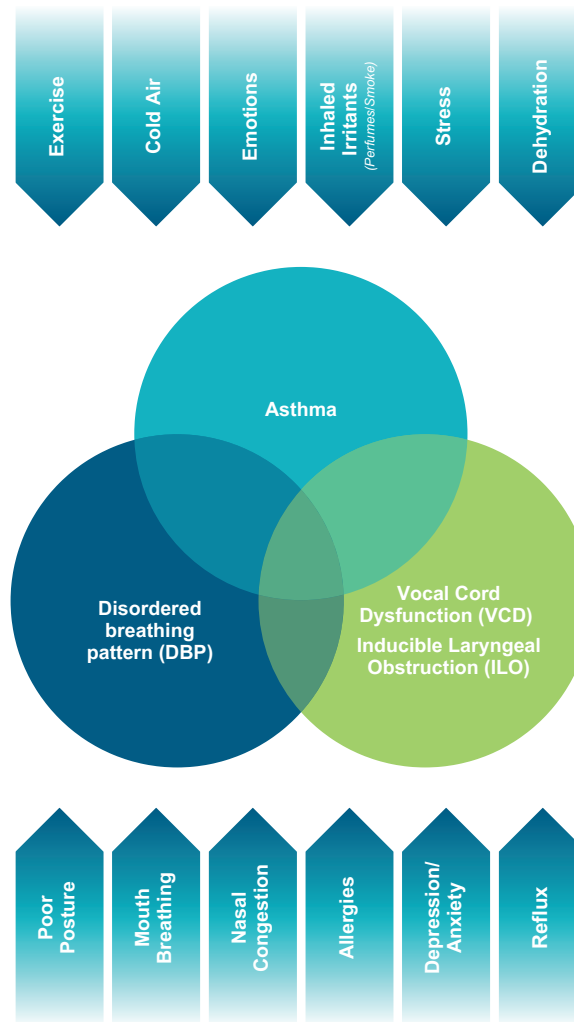 Exercise
Cold Air
Emotions
Inhaled
Irritants
(Perfumes/Smoke)
Stress
Dehydration
Asthma
Disordered
breathing
pattern (DBP)
Vocal Cord
Dysfunction (VCD)
Inducible Laryngeal
Obstruction (ILO)
Poor
Posture
Mouth
Breathing
Nasal
Congestion
Allergies
Depression/
Anxiety
Reflux